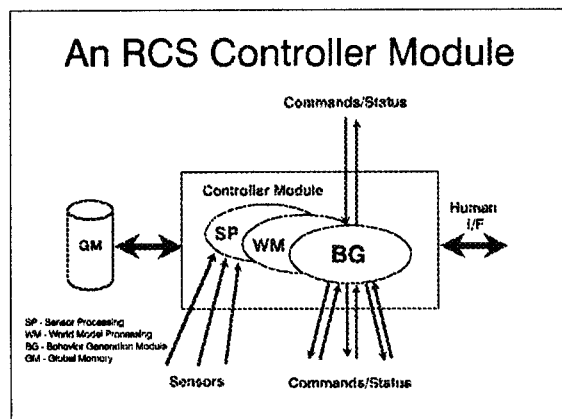 An RCS Controller Module
Commands/Status
Controller Module
Human
I/F
GM
SP
WM
BG
SP - Sensor Processing
WM - World Model Processing
BG - Behavior Generation Module
GM - Global Memory
Sensors
Commands/Status